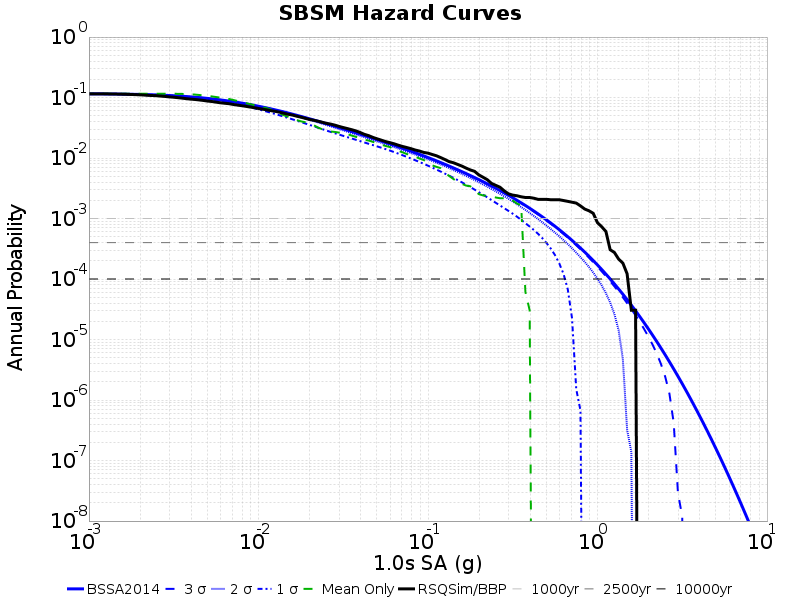 SBSM Hazard Curves
10^0
10^-1
10^-2
10^-3
10^-4
10^-5
10^-6
10^-7
10^-8
Annual Probability
10^-3 10^-2 10^-1 10^0 10^1
1.0s SA (g)
BSSA2014 3 σ 2 σ 1 σ Mean Only RSQSim/BBP 1000yr 2500yr 10000yr